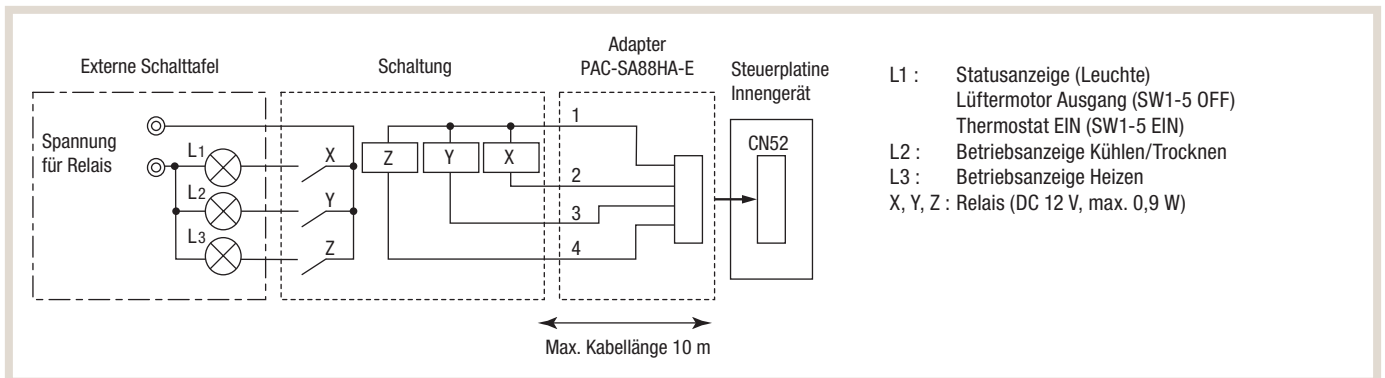 Externe Schalttafel
Schaltung
Adapter
PAC-SA88HA-E
Steuerplatine
Innengerät
Spannung
für Relais
L1
L2
L3
X
Y
Z
Z
Y
X
1
2
3
4
CN52
Max. Kabellänge 10 m
L1 : Statusanzeige (Leuchte)
Lüftermotor Ausgang (SW1-5 OFF)
Thermostat EIN (SW1-5 EIN)
L2 : Betriebsanzeige Kühlen/Trocknen
L3 : Betriebsanzeige Heizen
X, Y, Z : Relais (DC 12 V, max. 0,9 W)